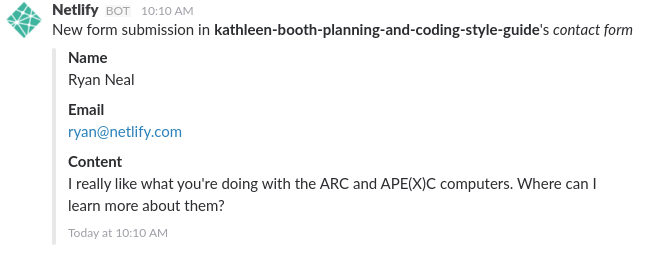 Netlify BOT 10:10 AM
New form submission in kathleen-booth-planning-and-coding-style-guide's contact form
Name
Ryan Neal
Email
ryan@netlify.com
Content
I really like what you're doing with the ARC and APE(X)C computers. Where can I
learn more about them?
Today at 10:10 AM